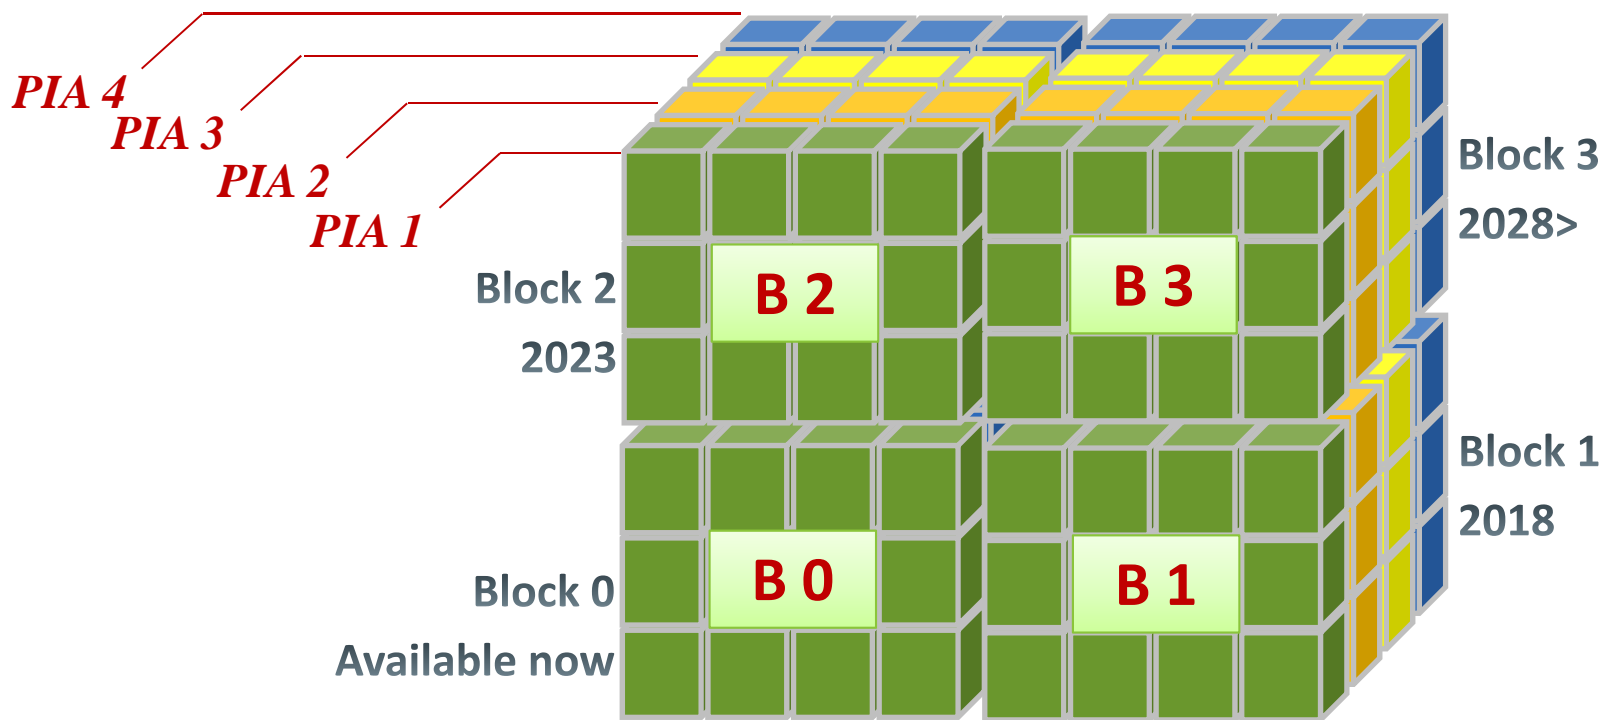 PIA 4
PIA 3
PIA 2
PIA 1
Block 3
2028>
Block 2
2023
B 2
B 3
Block 1
2018
Block 0
Available now
B 0
B 1